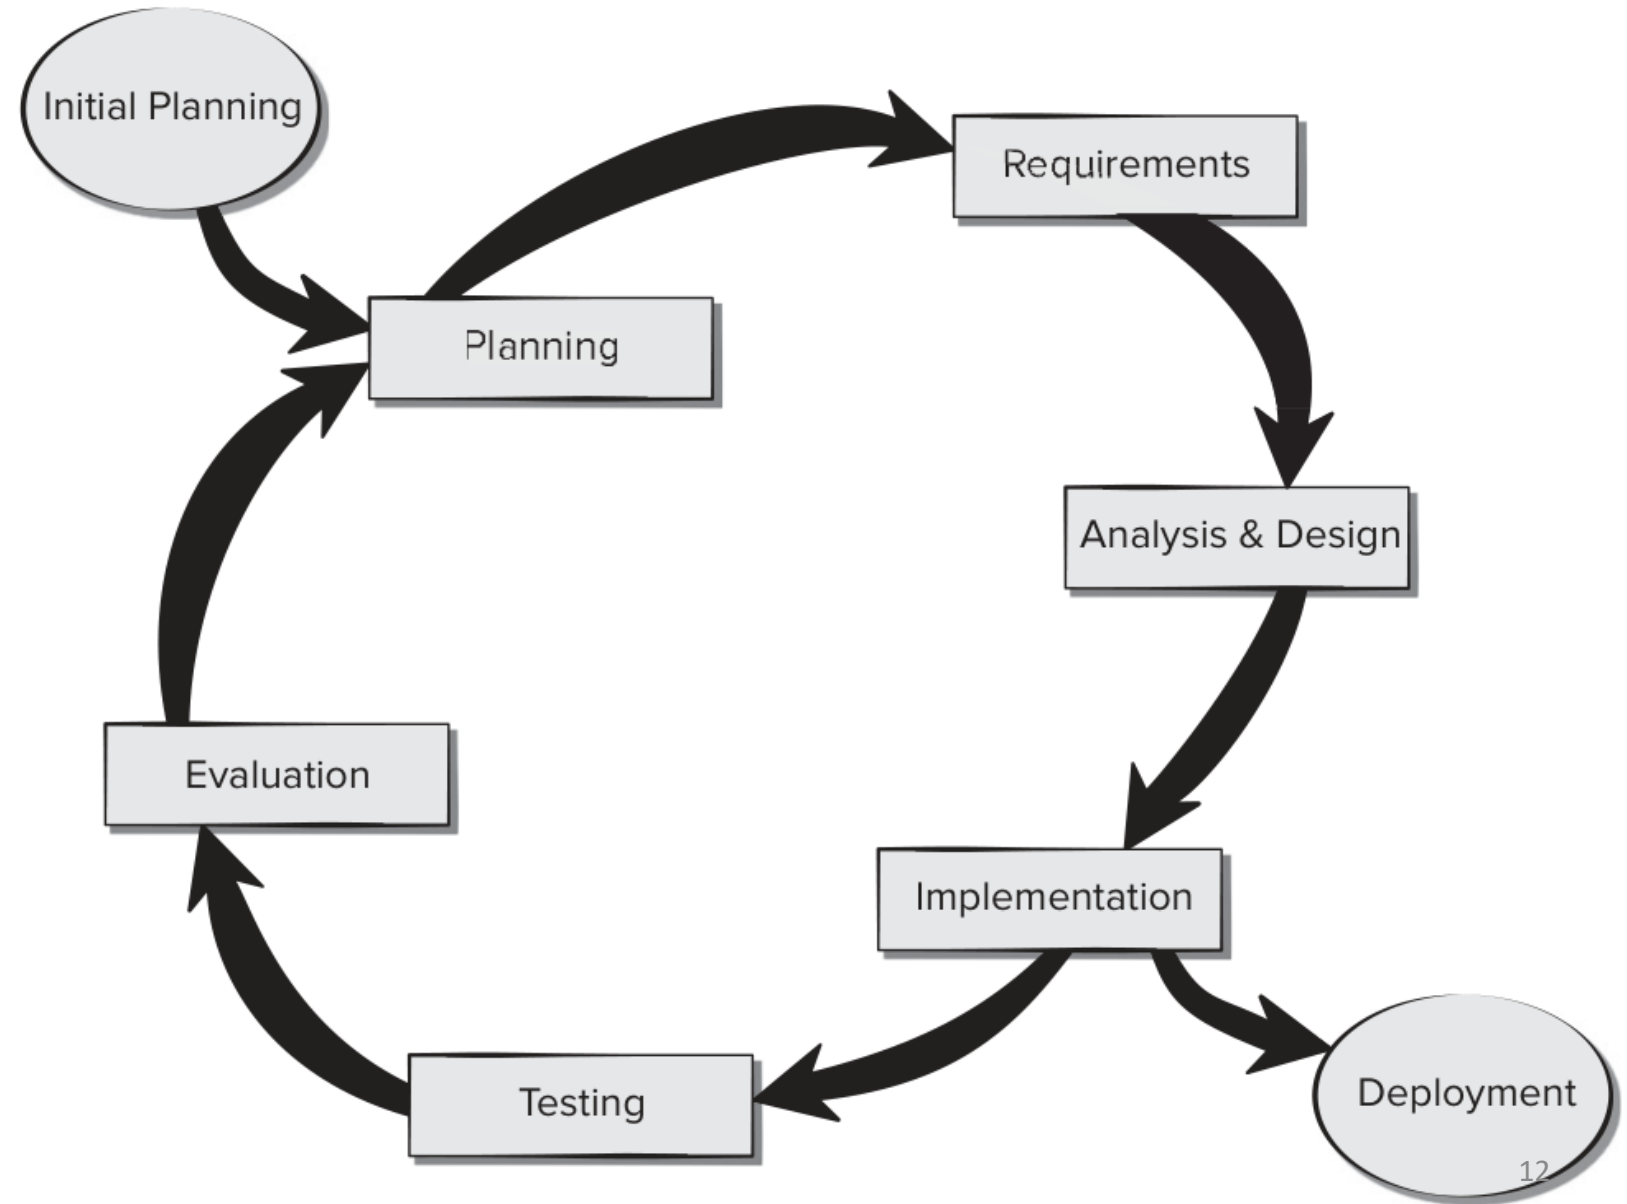 Initial Planning
Requirements
Planning
Analysis & Design
Evaluation
Implementation
Testing
Deployment
12